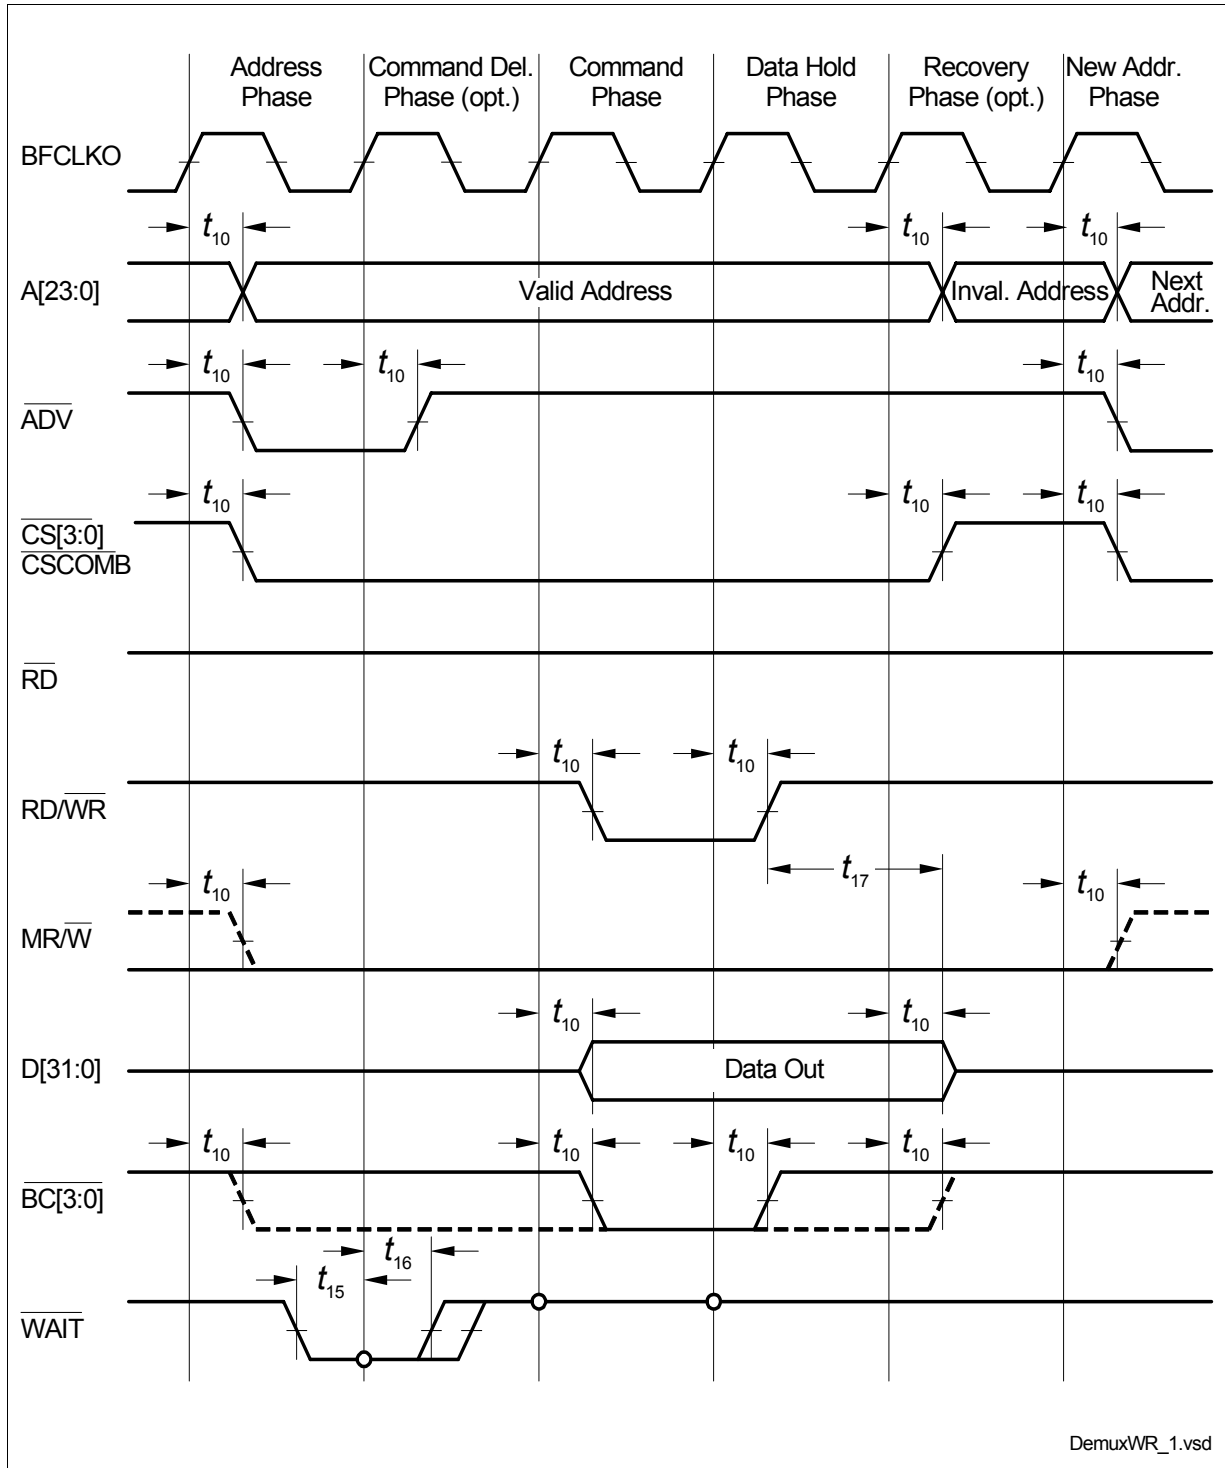 Address Phase
Command Del. Phase (opt.)
Command Phase
Data Hold Phase
Recovery Phase (opt.)
New Addr. Phase
BFCLKO
t10 t10 t10
A[23:0]
Valid Address
Inval. Address
Next Addr.
t10 t10 t10
ADV
t10 t10 t10
CS[3:0]
CSCOMB
RD
t10 t10
RD/WR
t17
t10 t10
MR/W
t10 t10
D[31:0]
Data Out
t10 t10 t10 t10
BC[3:0]
t16
t15
WAIT
DemuxWR_1.vsd